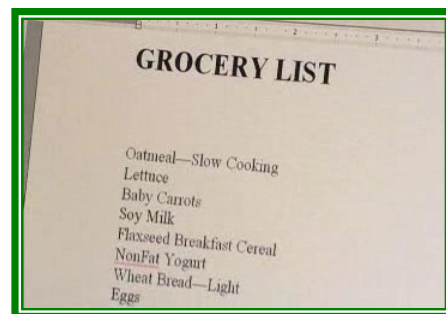 GROCERY LIST
Oatmeal—Slow Cooking
Lettuce
Baby Carrots
Soy Milk
Flaxseed Breakfast Cereal
NonFat Yogurt
Wheat Bread—Light
Eggs